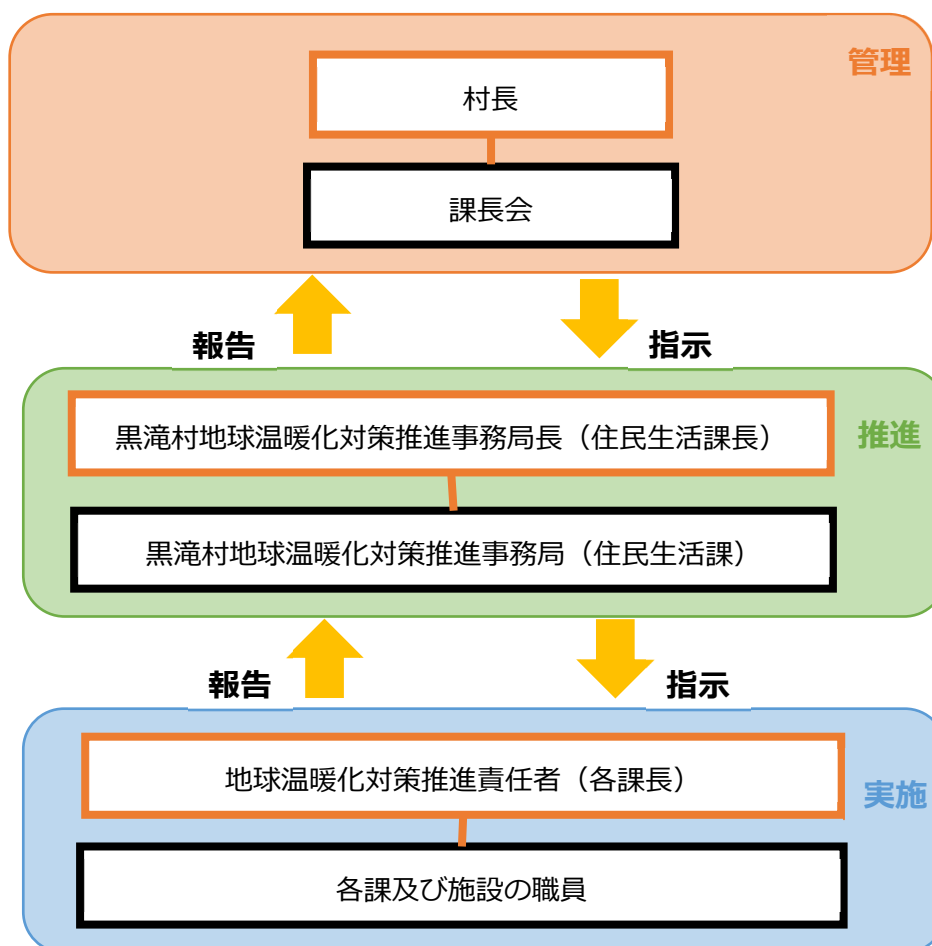 管理
村長
課長会
報告
指示
黒滝村地球温暖化対策推進事務局長（住民生活課長）
推進
黒滝村地球温暖化対策推進事務局（住民生活課）
報告
指示
地球温暖化対策推進責任者（各課長）
実施
各課及び施設の職員